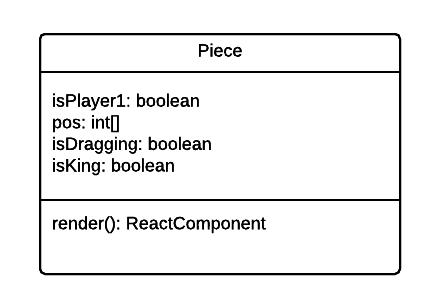 Piece
isPlayer1: boolean
pos: int[]
isDragging: boolean
isKing: boolean
render(): ReactComponent